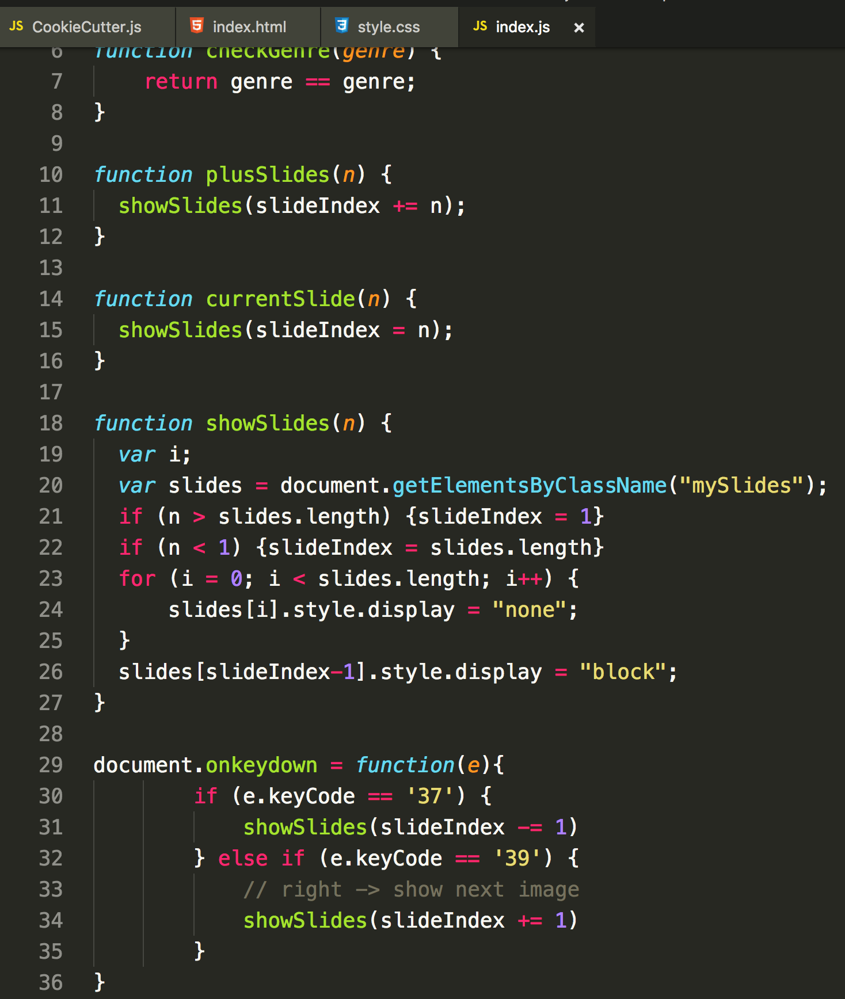 JS CookieCutter.js index.html style.css JS index.js ×
6 function checkGenre(genre) {
7 return genre == genre;
8 }
9
10 function plusSlides(n) {
11 showSlides(slideIndex += n);
12 }
13
14 function currentSlide(n) {
15 showSlides(slideIndex = n);
16 }
17
18 function showSlides(n) {
19 var i;
20 var slides = document.getElementsByClassName("mySlides");
21 if (n > slides.length) {slideIndex = 1}
22 if (n < 1) {slideIndex = slides.length}
23 for (i = 0; i < slides.length; i++) {
24 slides[i].style.display = "none";
25 }
26 slides[slideIndex-1].style.display = "block";
27 }
28
29 document.onkeydown = function(e){
30 if (e.keyCode == '37') {
31 showSlides(slideIndex -= 1)
32 } else if (e.keyCode == '39') {
33 // right -> show next image
34 showSlides(slideIndex += 1)
35 }
36 }